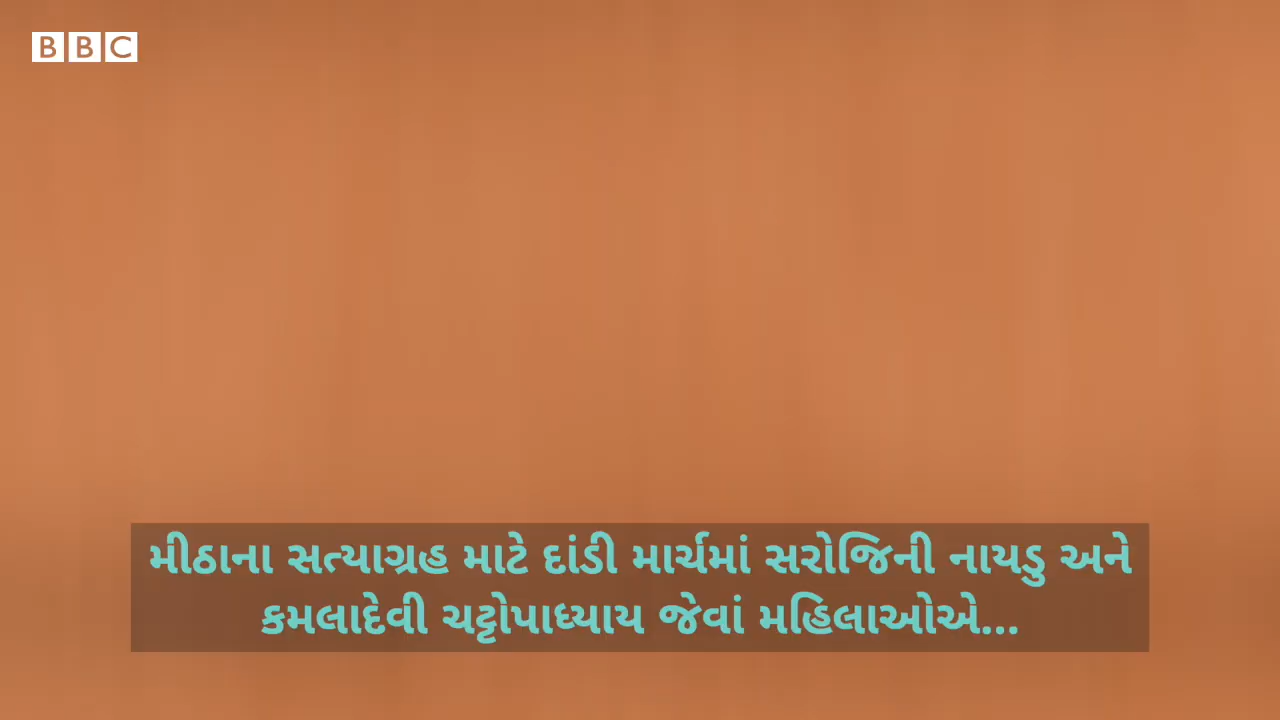 BBC
મીઠાના સત્યાગ્રહ માટે દાંડી માર્ચમાં સરોજિની નાયડુ અને
કમલાદેવી ચટ્ટોપાધ્યાય જેવાં મહિલાઓએ...